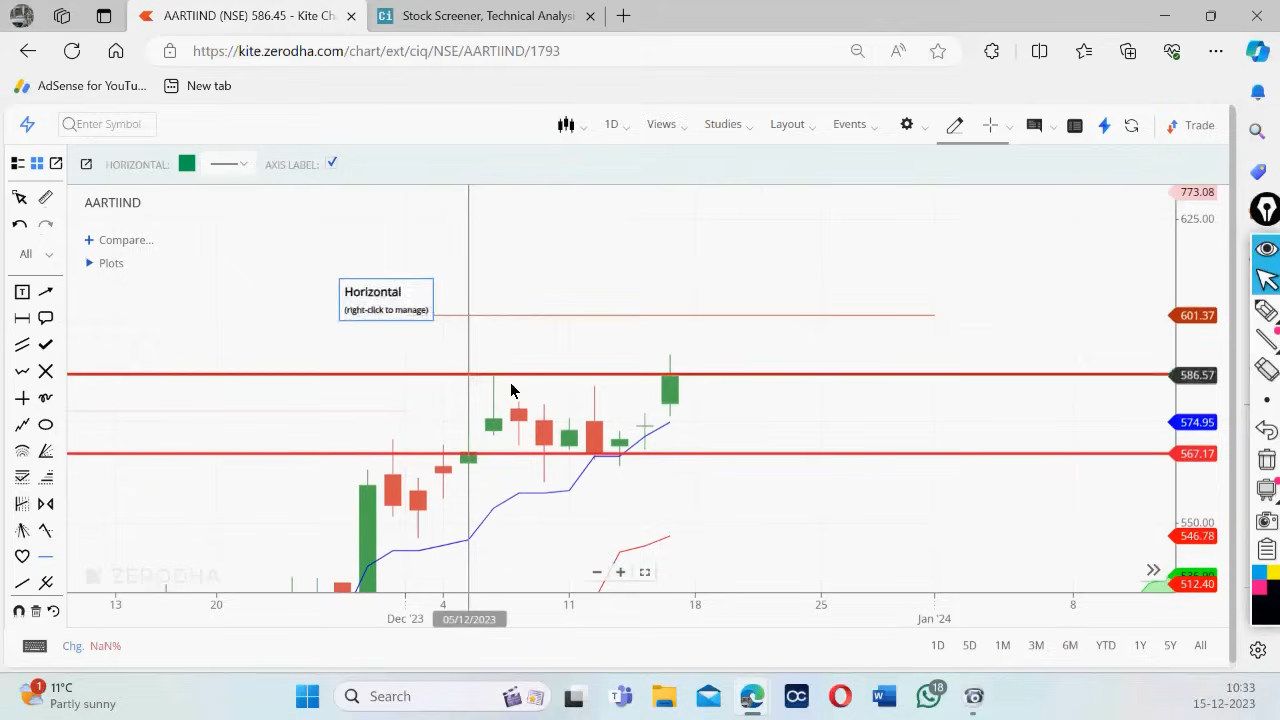 AARTIIND (NSE) 586.45 - Kite Ch
Stock Screener, Technical Analysi
https://kite.zerodha.com/chart/ext/ciq/NSE/AARTIIND/1793
AdSense for YouTu...
New tab
Enter Symbol
1D
Views
Studies
Layout
Events
Trade
HORIZONTAL:
AXIS LABEL:
AARTIIND
Compare...
Plots
All
Horizontal
(right-click to manage)
773.08
625.00
601.37
586.57
574.95
567.17
550.00
546.78
512.40
ZERODHA
13
20
4
11
18
25
8
Dec '23
05/12/2023
Jan '24
Chg. NaN%
1D
5D
1M
3M
6M
YTD
1Y
5Y
All
1
11°C
Partly sunny
Search
18
10:33
15-12-2023